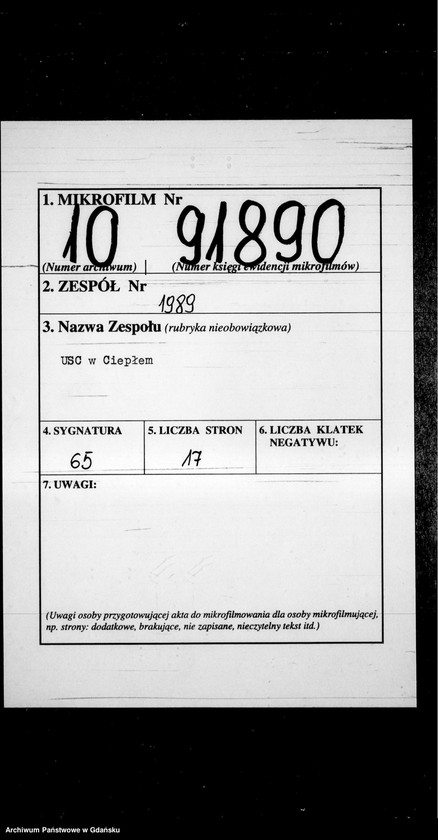 1. MIKROFILM Nr
10 91890
(Numer archiwum) (Numer księgi ewidencji mikrofilmów)
2. ZESPÓŁ Nr
1989
3. Nazwa Zespołu (rubryka nieobowiązkowa)
USC w Ciepłem
4. SYGNATURA
65
5. LICZBA STRON
17
6. LICZBA KLATEK
NEGATYWU:
7. UWAGI:
(Uwagi osoby przygotowującej akta do mikrofilmowania dla osoby mikrofilmującej,
np. strony: dodatkowe, brakujące, nie zapisane, nieczytelny tekst itd.)
Archiwum Państwowe w Gdańsku